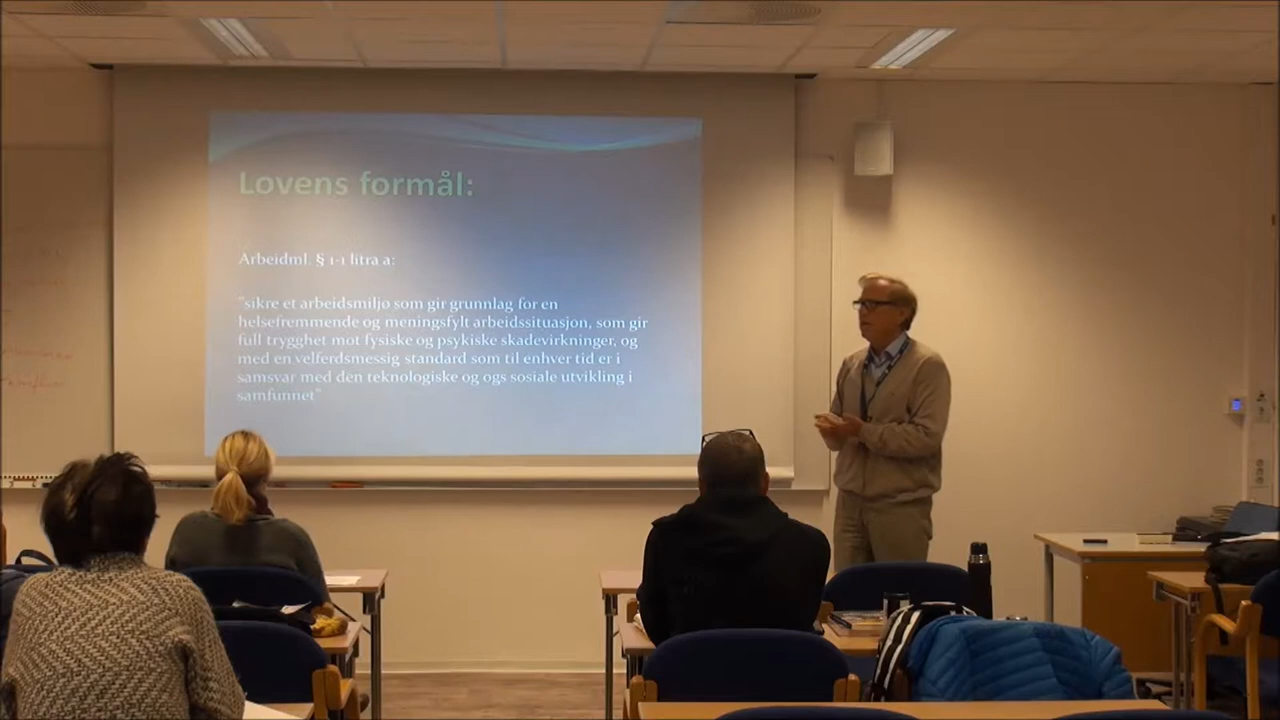 Lovens formål:
Arbeidml. § 1-1 litra a:
"sikre et arbeidsmiljø som gir grunnlag for en
helsefremmende og meningsfylt arbeidssituasjon, som gir
full trygghet mot fysiske og psykiske skadevirkninger, og
med en velferdsmessig standard som til enhver tid er i
samsvar med den teknologiske og ogs sosiale utvikling i
samfunnet"